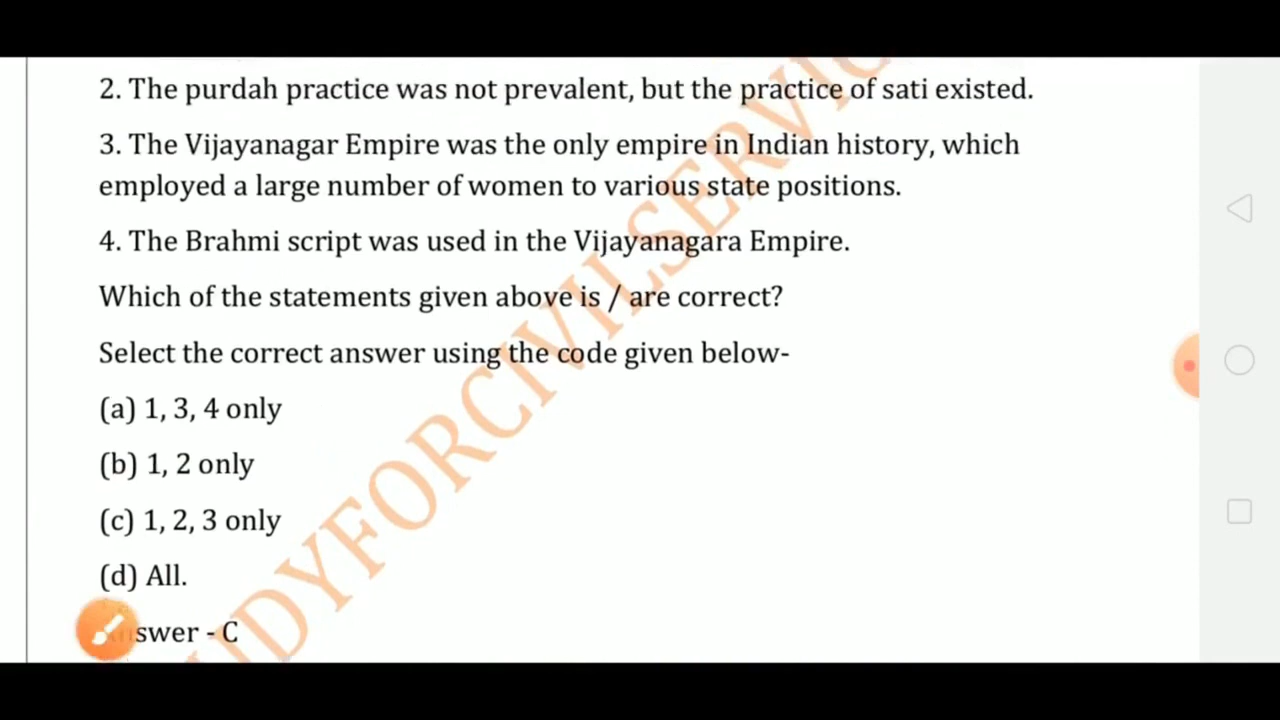 2. The purdah practice was not prevalent, but the practice of sati existed.
3. The Vijayanagar Empire was the only empire in Indian history, which
employed a large number of women to various state positions.
4. The Brahmi script was used in the Vijayanagara Empire.
Which of the statements given above is / are correct?
Select the correct answer using the code given below-
(a) 1, 3, 4 only
(b) 1, 2 only
(c) 1, 2, 3 only
(d) All.
swer - C
UDYFORCIVILSERVIC